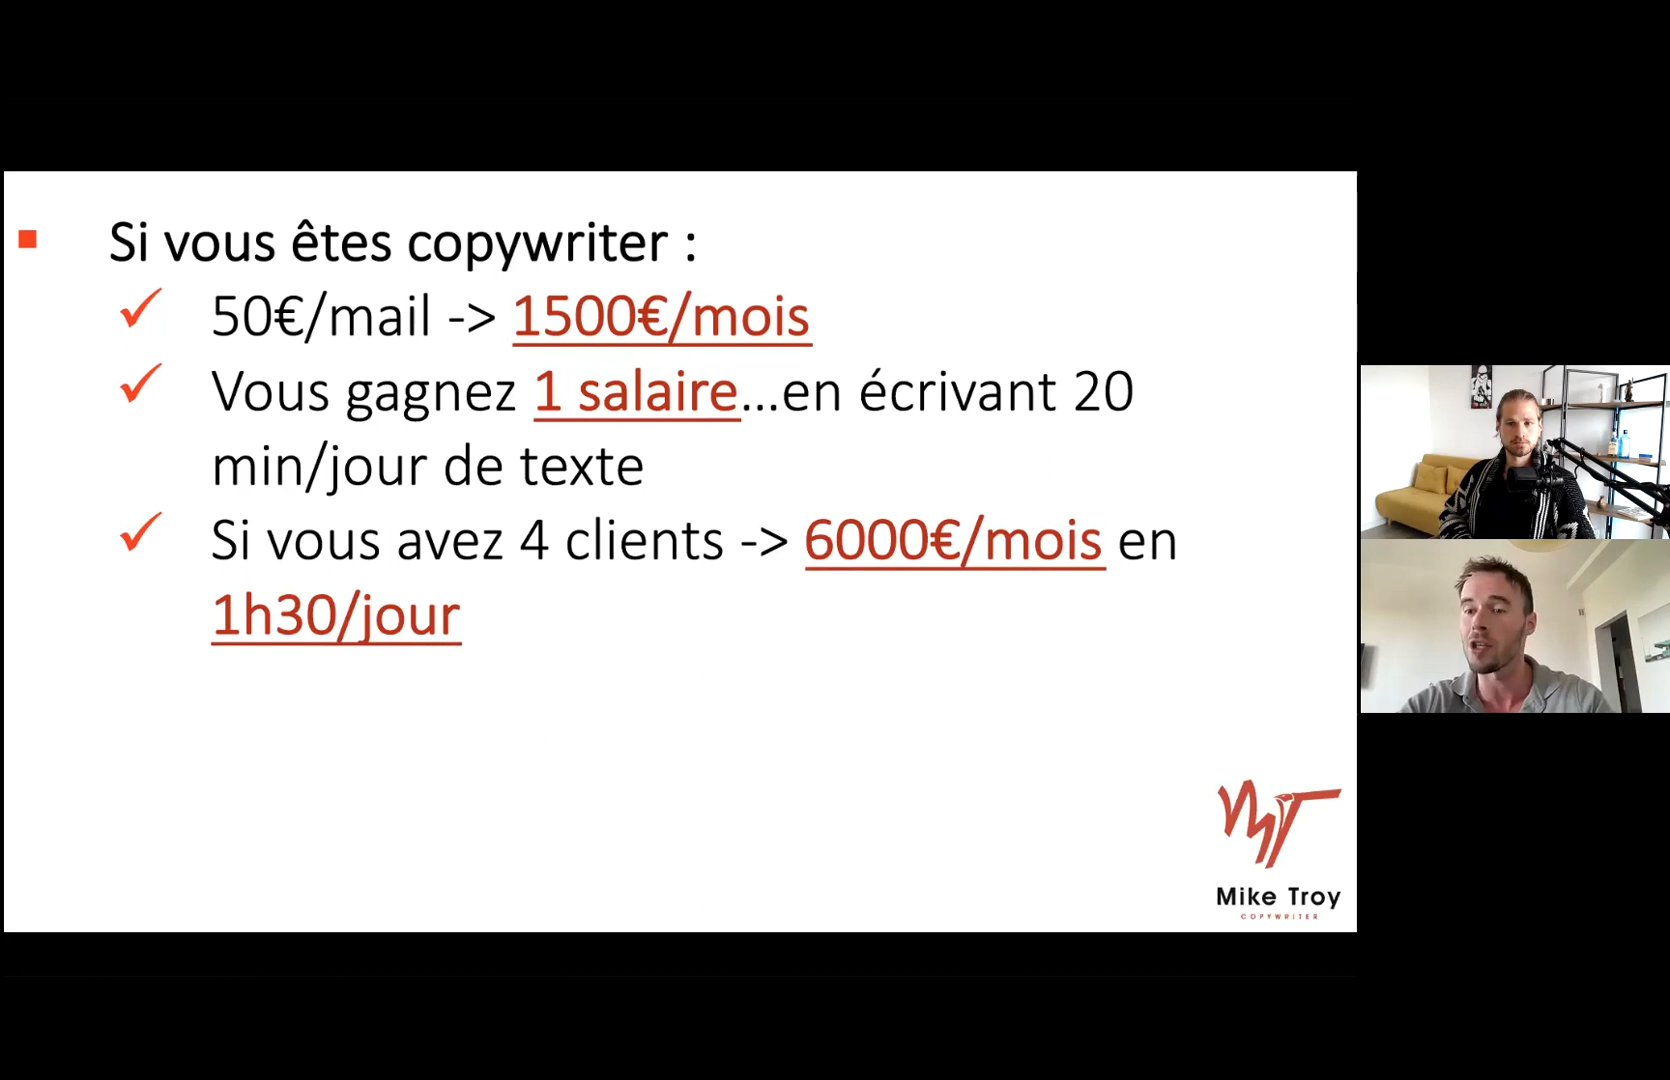 Si vous êtes copywriter :
50€/mail -> 1500€/mois
Vous gagnez 1 salaire...en écrivant 20
min/jour de texte
Si vous avez 4 clients -> 6000€/mois en
1h30/jour
MT
Mike Troy
COPYWRITER